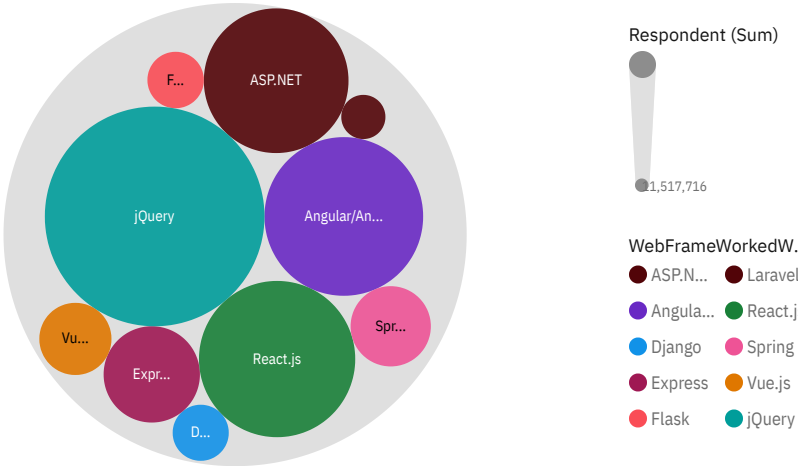 F...
ASP.NET
jQuery
Angular/An...
Vu...
Expr...
React.js
Spr...
D...
Respondent (Sum)
11,517,716
WebFrameWorkedW.
ASP.N... Laravel
Angula... React.j
Django Spring
Express Vue.js
Flask jQuery